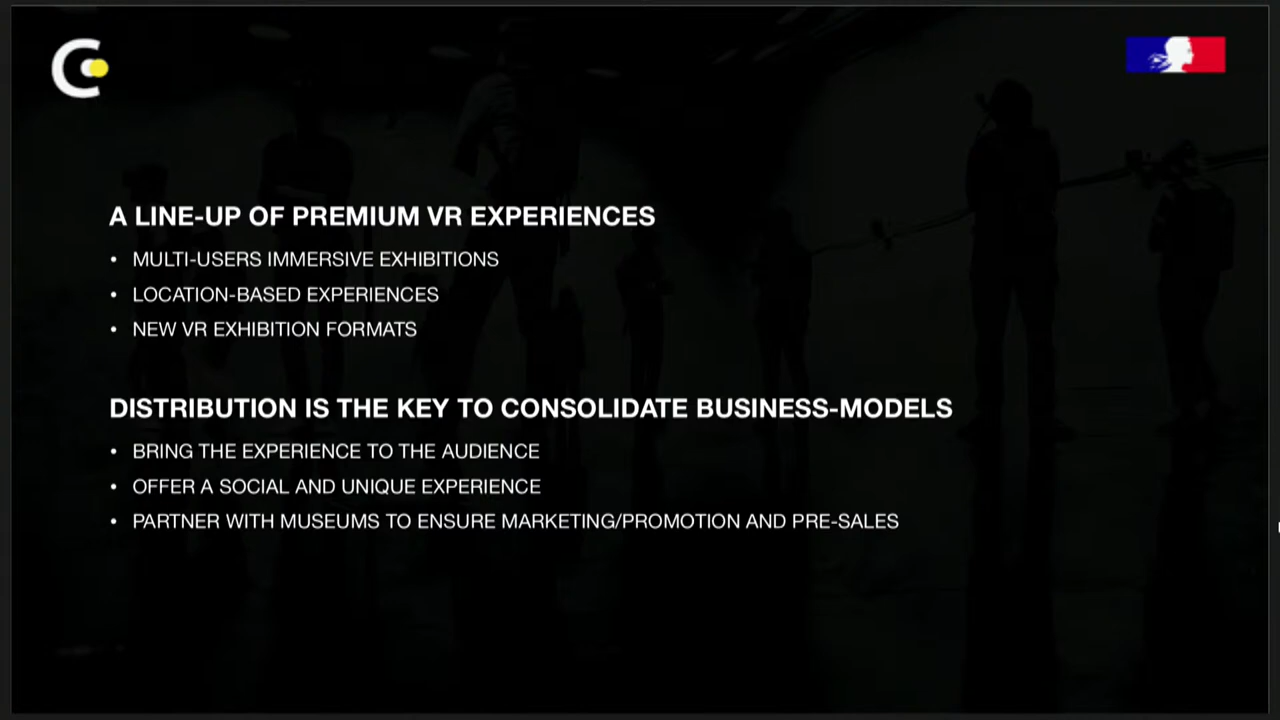 A LINE-UP OF PREMIUM VR EXPERIENCES
• MULTI-USERS IMMERSIVE EXHIBITIONS
• LOCATION-BASED EXPERIENCES
• NEW VR EXHIBITION FORMATS
DISTRIBUTION IS THE KEY TO CONSOLIDATE BUSINESS-MODELS
• BRING THE EXPERIENCE TO THE AUDIENCE
• OFFER A SOCIAL AND UNIQUE EXPERIENCE
• PARTNER WITH MUSEUMS TO ENSURE MARKETING/PROMOTION AND PRE-SALES